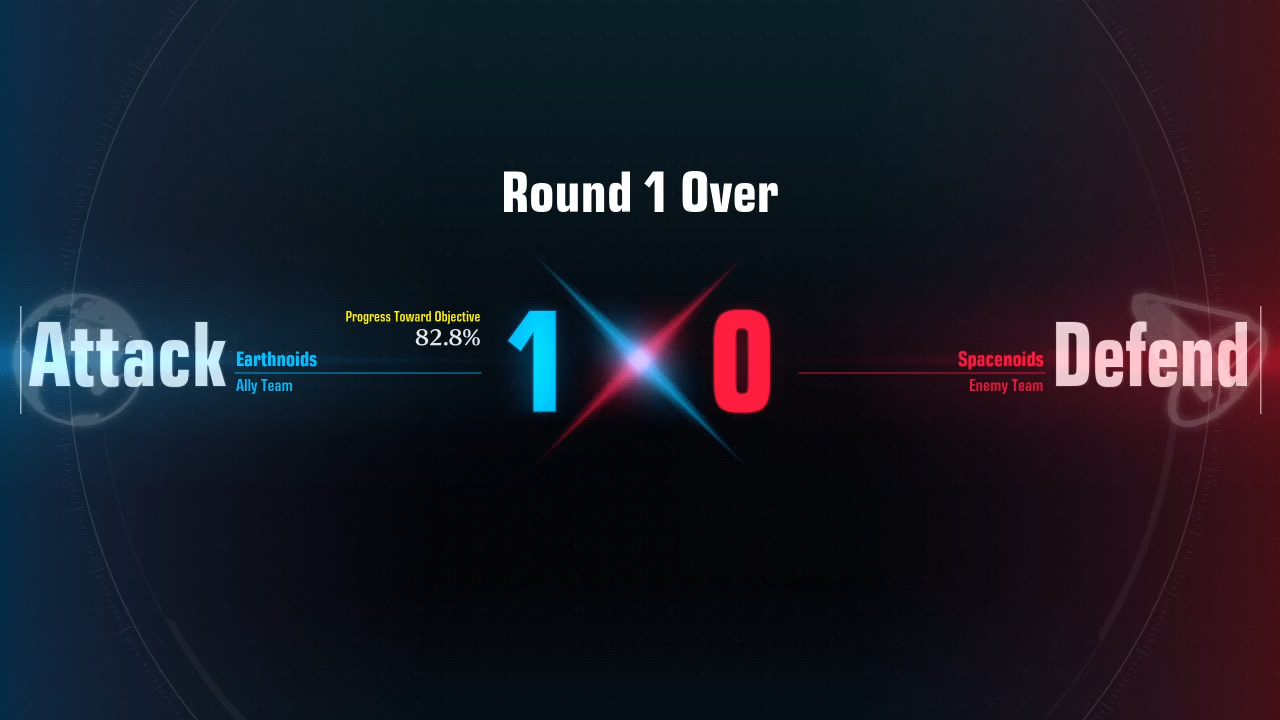 Round 1 Over
Attack
Earthnoids
Ally Team
Progress Toward Objective
82.8%
1 0
Spacenoids
Enemy Team
Defend